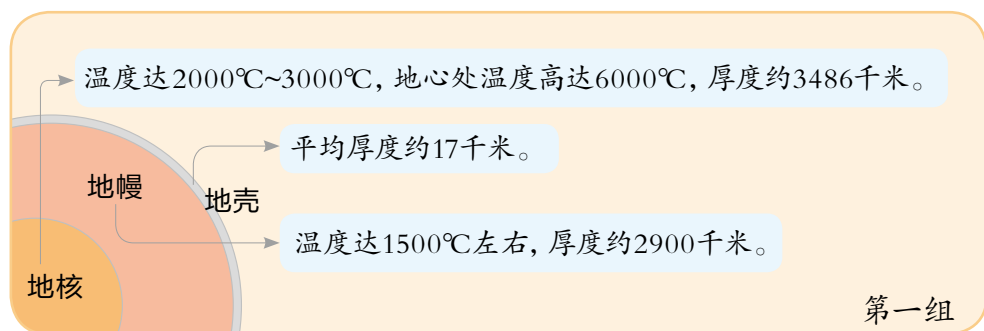 温度达2000℃~3000℃，地心处温度高达6000℃，厚度约3486千米。
平均厚度约17千米。
地幔
地壳
温度达1500℃左右，厚度约2900千米。
地核
第一组